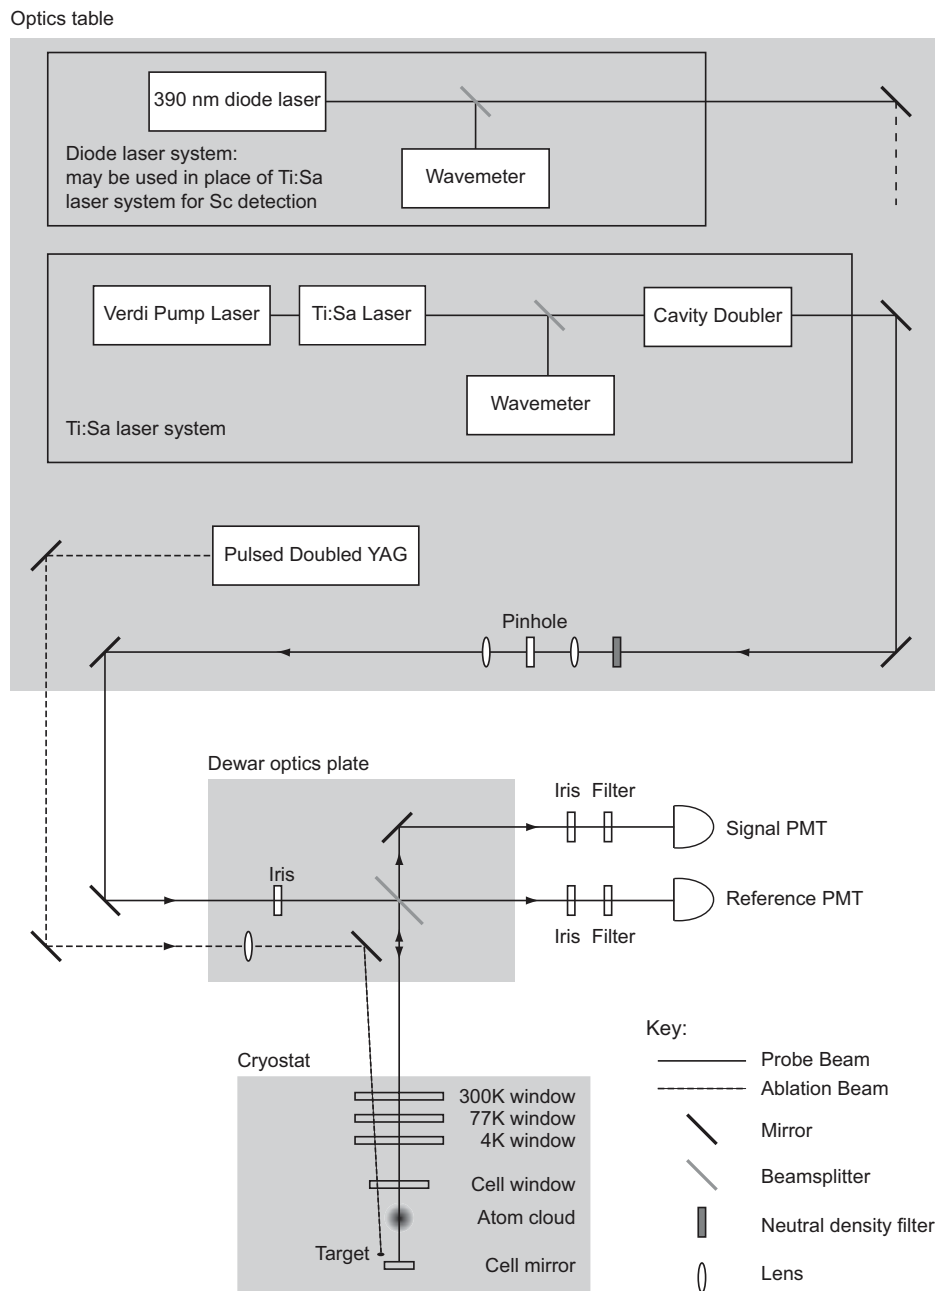 Optics table
390 nm diode laser
Diode laser system:
may be used in place of Ti:Sa
laser system for Sc detection
Wavemeter
Verdi Pump Laser
Ti:Sa Laser
Cavity Doubler
Wavemeter
Ti:Sa laser system
Pulsed Doubled YAG
Pinhole
Dewar optics plate
Iris
Filter
Signal PMT
Iris
Reference PMT
Iris
Filter
Cryostat
300K window
77K window
4K window
Cell window
Atom cloud
Target
Cell mirror
Key:
Probe Beam
Ablation Beam
Mirror
Beamsplitter
Neutral density filter
Lens